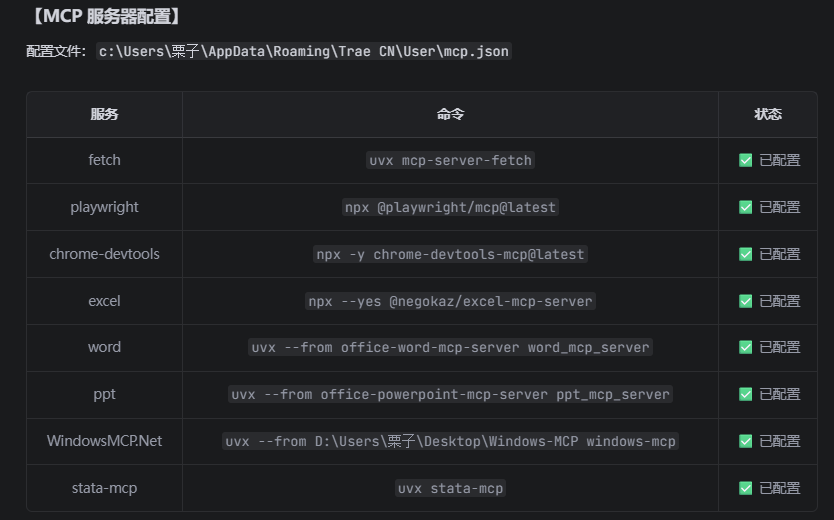 【MCP 服务器配置】
配置文件： c:\Users\栗子\AppData\Roaming\Trae CN\User\mcp.json
服务 命令 状态
fetch uvx mcp-server-fetch ✅ 已配置
playwright npx @playwright/mcp@latest ✅ 已配置
chrome-devtools npx -y chrome-devtools-mcp@latest ✅ 已配置
excel npx --yes @negokaz/excel-mcp-server ✅ 已配置
word uvx --from office-word-mcp-server word_mcp_server ✅ 已配置
ppt uvx --from office-powerpoint-mcp-server ppt_mcp_server ✅ 已配置
WindowsMCP.Net uvx --from D:\Users\栗子\Desktop\Windows-MCP windows-mcp ✅ 已配置
stata-mcp uvx stata-mcp ✅ 已配置